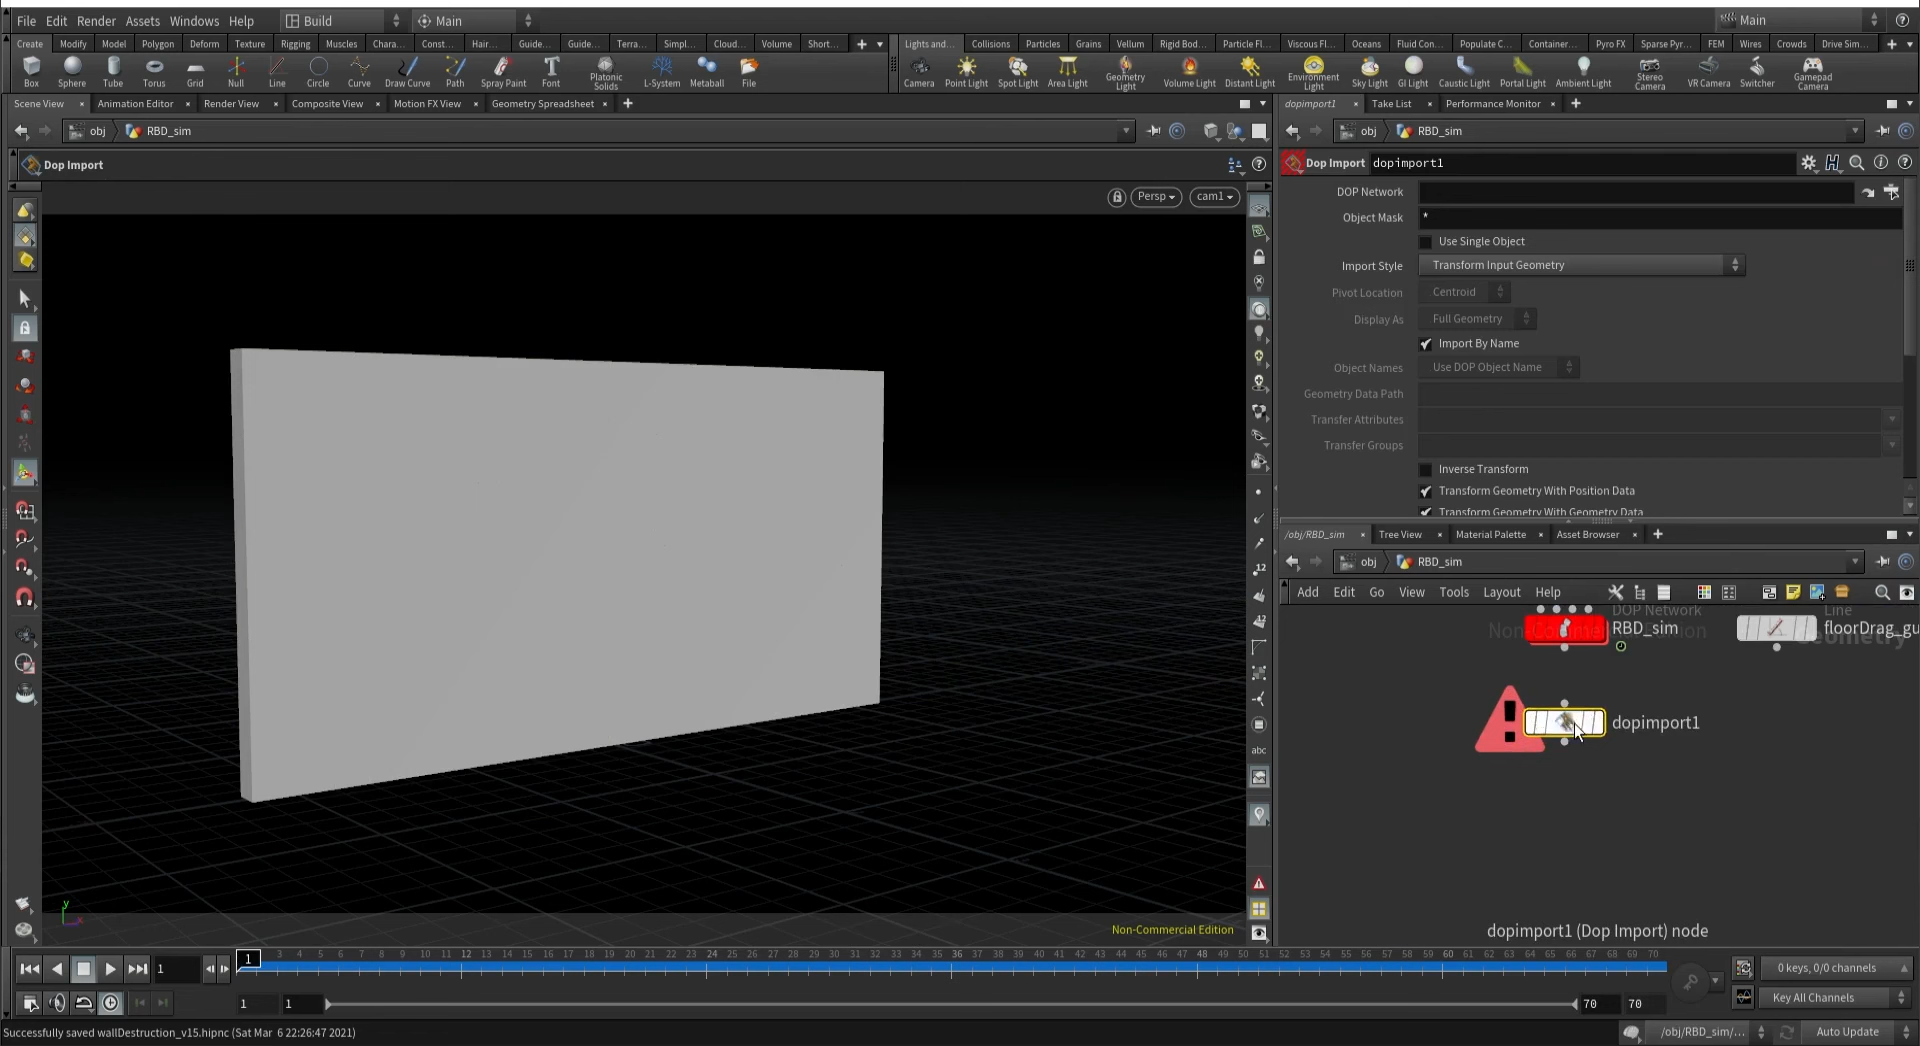 File Edit Render Assets Windows Help Build Main Main
Create Modify Model Polygon Deform Texture Rigging Muscles Chara... Const... Hair... Guide... Guide... Terra... Simpl... Cloud... Volume Short...
Lights and... Collisions Particles Grains Vellum Rigid Bod... Particle Fl... Viscous Fl... Oceans Fluid Con... Populate C... Container... Pyro FX Sparse Pyr... FEM Wires Crowds Drive Sim...
Box Sphere Tube Torus Grid Null Line Circle Curve Draw Curve Path Spray Paint Font Platonic Solids L-System Metaball File
Camera Point Light Spot Light Area Light Geometry Light Volume Light Distant Light Environment Light Sky Light GI Light Caustic Light Portal Light Ambient Light Stereo Camera VR Camera Switcher Gamepad Camera
Scene View Animation Editor Render View Composite View Motion FX View Geometry Spreadsheet
dopimport1 Take List Performance Monitor
obj RBD_sim
obj RBD_sim
Dop Import
Persp cam1
Dop Import dopimport1
DOP Network
Object Mask *
Use Single Object
Import Style Transform Input Geometry
Pivot Location Centroid
Display As Full Geometry
Import By Name
Object Names Use DOP Object Name
Geometry Data Path
Transfer Attributes
Transfer Groups
Inverse Transform
Transform Geometry With Position Data
Transform Geometry With Geometry Data
/obj/RBD_sim Tree View Material Palette Asset Browser
obj RBD_sim
Add Edit Go View Tools Layout Help
DOP Network
RBD_sim
Line
floorDrag_gu
Non-Commercial Edition
Geometry
dopimport1
dopimport1 (Dop Import) node
12
12
abc
y
x
Non-Commercial Edition
1
1 3 4 5 6 7 8 9 10 11 12 13 14 15 16 17 18 19 20 21 22 23 24 25 26 27 28 29 30 31 32 33 34 35 36 37 38 39 40 41 42 43 44 45 46 47 48 49 50 51 52 53 54 55 56 57 58 59 60 61 62 63 64 65 66 67 68 69 70
0 keys, 0/0 channels
1 1 70 70
Key All Channels
Successfully saved wallDestruction_v15.hipnc (Sat Mar 6 22:26:47 2021)
/obj/RBD_sim/... Auto Update